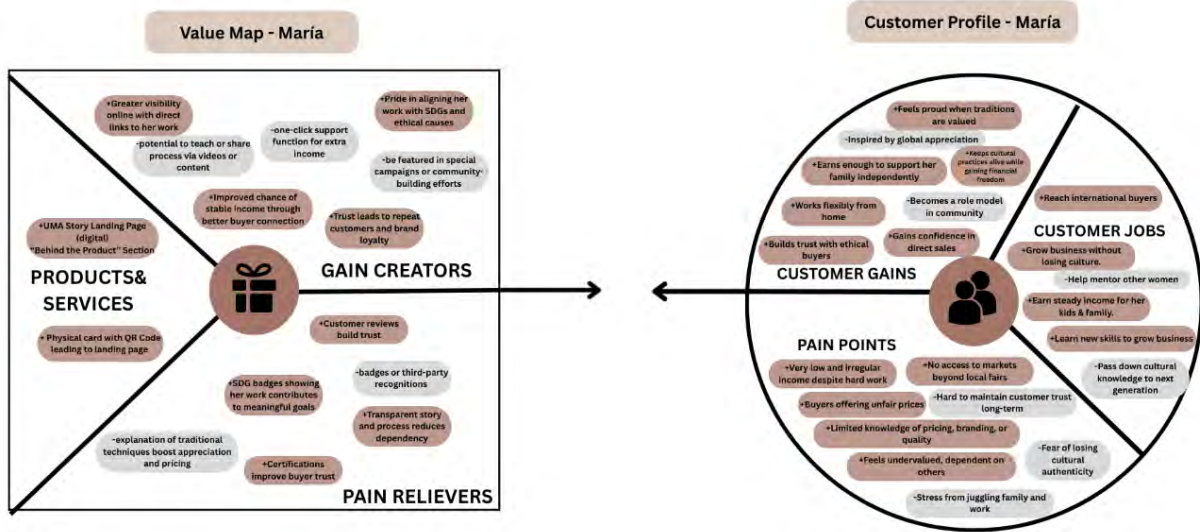 Value Map - María
+Greater visibility
online with direct
links to her work
-potential to teach or share
process via videos or
content
-one-click support
function for extra
income
+Pride in aligning her
work with SDGs and
ethical causes
-be featured in special
campaigns or community-
building efforts
+Improved chance of
stable income through
better buyer connection
+Trust leads to repeat
customers and brand
loyalty
GAIN CREATORS
+UMA Story Landing Page
(digital)
"Behind the Product" Section
PRODUCTS&
SERVICES
+ Physical card with QR Code
leading to landing page
+Customer reviews
build trust.
-badges or third-party
recognitions
+SDG badges showing
her work contributes
to meaningful goals
+Transparent story
and process reduces
dependency
-explanation of traditional
techniques boost appreciation
and pricing
+Certifications
improve buyer trust
PAIN RELIEVERS
Customer Profile - María
+Feels proud when traditions
are valued
-Inspired by global appreciation
+Earns enough to support her
family independently
+Keeps cultural
practices alive while
gaining financial
freedom
+Works flexibly from
home
-Becomes a role model
in community
+Builds trust with ethical
buyers
+Gains confidence in
direct sales
CUSTOMER GAINS
+Reach international buyers
CUSTOMER JOBS
+Grow business without
losing culture.
-Help mentor other women
+Earn steady income for her
kids & family.
+Learn new skills to grow business
-Pass down cultural
knowledge to next
generation
PAIN POINTS
+Very low and irregular
income despite hard work
+No access to markets
beyond local fairs
+Buyers offering unfair prices
-Hard to maintain customer trust
long-term
+Limited knowledge of pricing, branding, or
quality
+Feels undervalued, dependent on
others
-Fear of losing
cultural
authenticity
-Stress from juggling family and
work